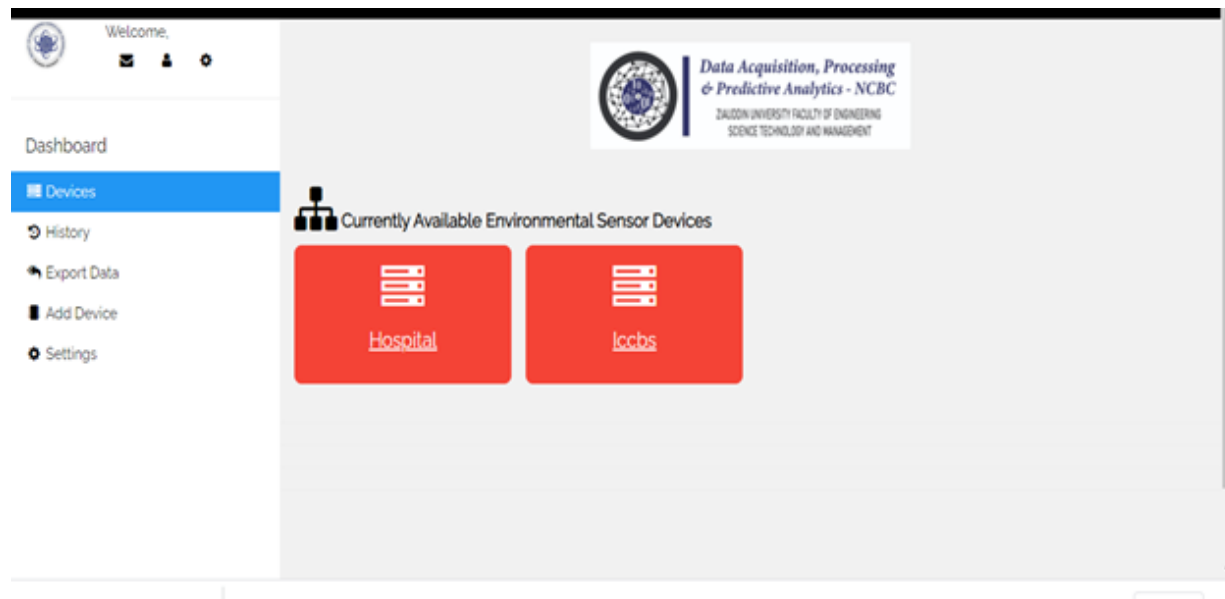 Welcome,
Dashboard
Devices
History
Export Data
Add Device
Settings
Data Acquisition, Processing
& Predictive Analytics - NCBC
ZIAUDDIN UNIVERSITY FACULTY OF ENGINEERING
SCIENCE TECHNOLOGY AND MANAGEMENT
Currently Available Environmental Sensor Devices
Hospital
Iccbs